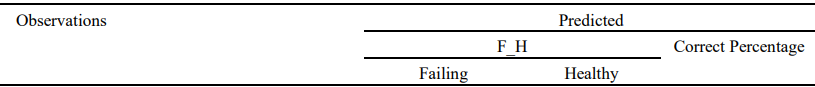 Observations Predicted
F_H Correct Percentage
Failing Healthy